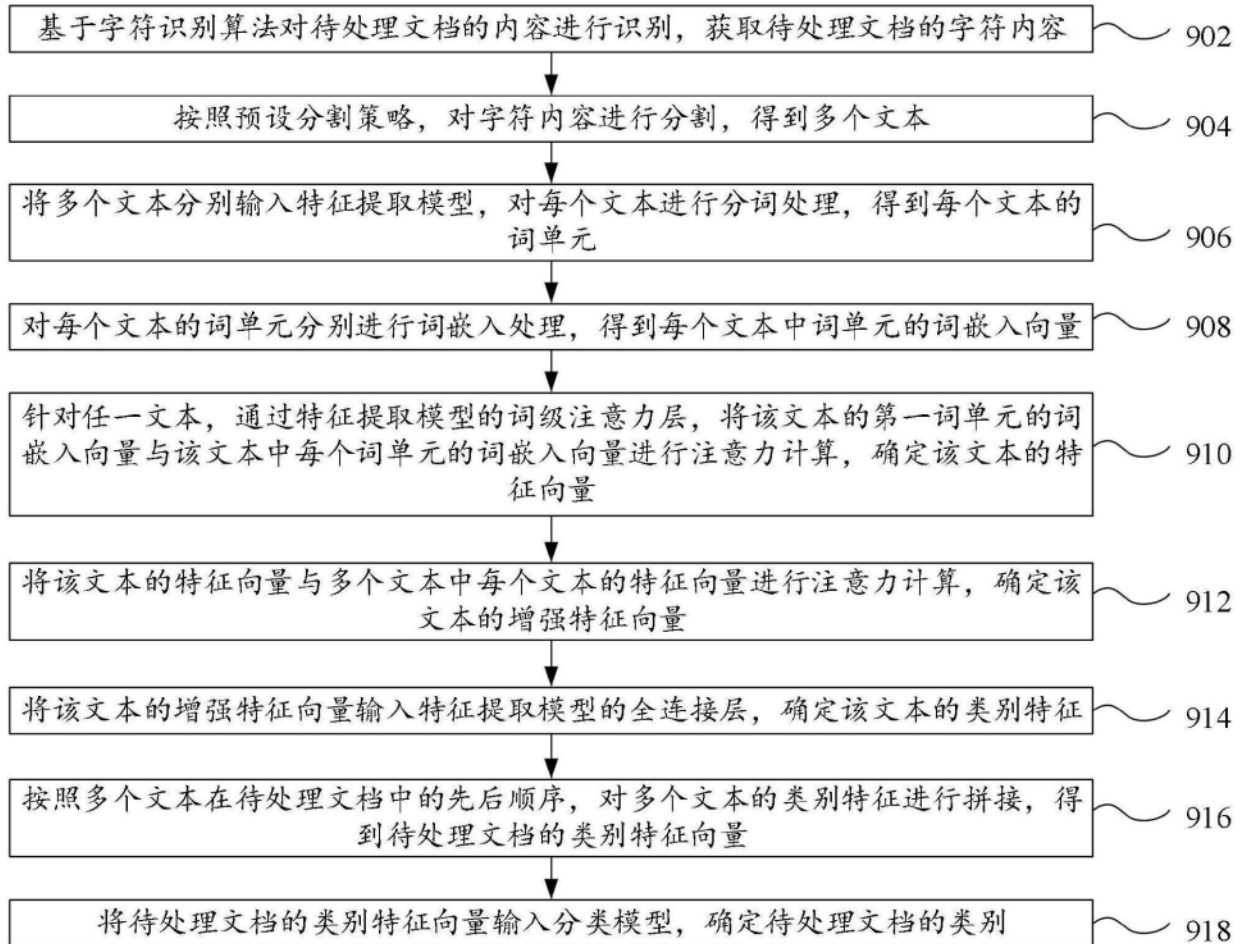 基于字符识别算法对待处理文档的内容进行识别，获取待处理文档的字符内容
902
按照预设分割策略，对字符内容进行分割，得到多个文本
904
将多个文本分别输入特征提取模型，对每个文本进行分词处理，得到每个文本的
词单元
906
对每个文本的词单元分别进行词嵌入处理，得到每个文本中词单元的词嵌入向量
908
针对任一文本，通过特征提取模型的词级注意力层，将该文本的第一词单元的词
嵌入向量与该文本中每个词单元的词嵌入向量进行注意力计算，确定该文本的特
征向量
910
将该文本的特征向量与多个文本中每个文本的特征向量进行注意力计算，确定该
文本的增强特征向量
912
将该文本的增强特征向量输入特征提取模型的全连接层，确定该文本的类别特征
914
按照多个文本在待处理文档中的先后顺序，对多个文本的类别特征进行拼接，得
到待处理文档的类别特征向量
916
将待处理文档的类别特征向量输入分类模型，确定待处理文档的类别
918